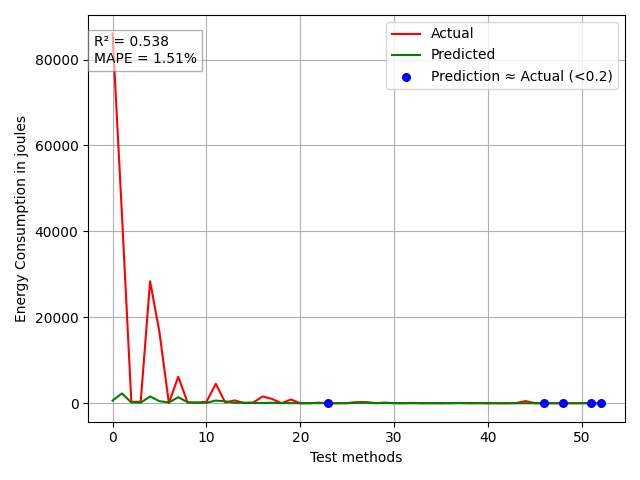 R² = 0.538
MAPE = 1.51%
Actual
Predicted
Prediction ≈ Actual (<0.2)
Energy Consumption in joules
80000
60000
40000
20000
0
0 10 20 30 40 50
Test methods